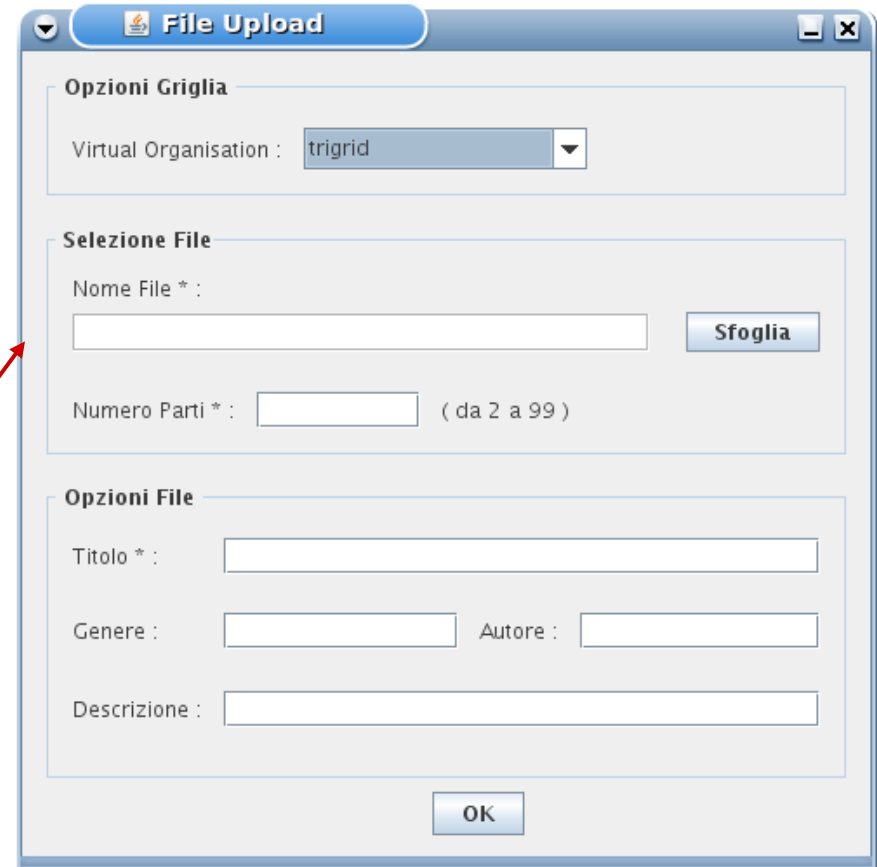 File Upload
Opzioni Griglia
Virtual Organisation : trigrid
Selezione File
Nome File * :
Sfoglia
Numero Parti * : ( da 2 a 99 )
Opzioni File
Titolo * :
Genere : Autore :
Descrizione :
OK